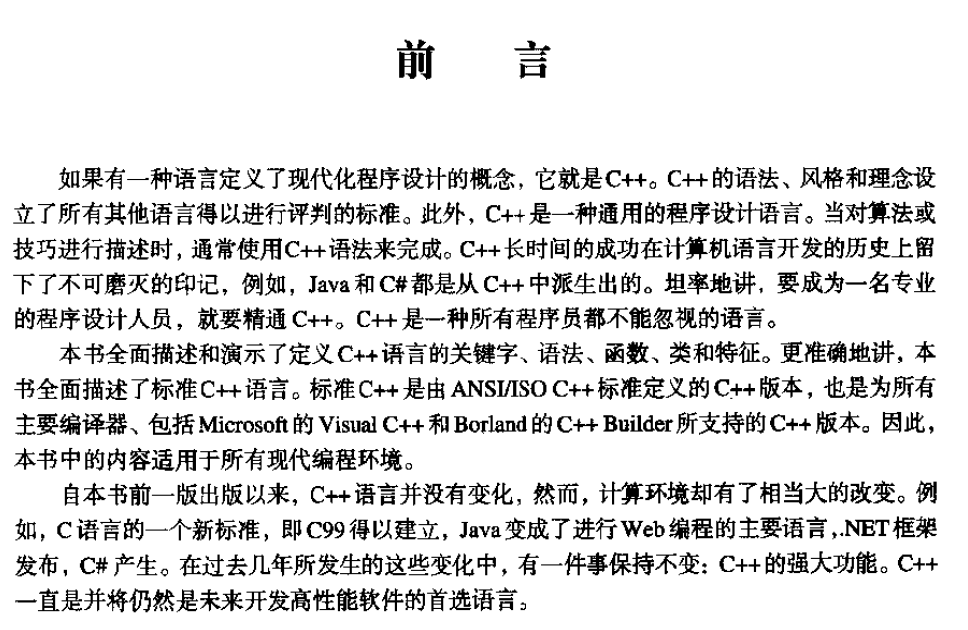 前 言
如果有一种语言定义了现代化程序设计的概念，它就是C++。C++的语法、风格和理念设
立了所有其他语言得以进行评判的标准。此外，C++是一种通用的程序设计语言。当对算法或
技巧进行描述时，通常使用C++语法来完成。C++长时间的成功在计算机语言开发的历史上留
下了不可磨灭的印记，例如，Java和C#都是从C++中派生出的。坦率地讲，要成为一名专业
的程序设计人员，就要精通C++。C++是一种所有程序员都不能忽视的语言。
本书全面描述和演示了定义C++语言的关键字、语法、函数、类和特征。更准确地讲，本
书全面描述了标准C++语言。标准C++是由ANSI/ISO C++标准定义的C++版本，也是为所有
主要编译器、包括Microsoft的Visual C++和Borland的C++ Builder所支持的C++版本。因此，
本书中的内容适用于所有现代编程环境。
自本书前一版出版以来，C++语言并没有变化，然而，计算环境却有了相当大的改变。例
如，C语言的一个新标准，即C99得以建立，Java变成了进行Web编程的主要语言，.NET框架
发布，C#产生。在过去几年所发生的这些变化中，有一件事保持不变：C++的强大功能。C++
一直是并将仍然是未来开发高性能软件的首选语言。